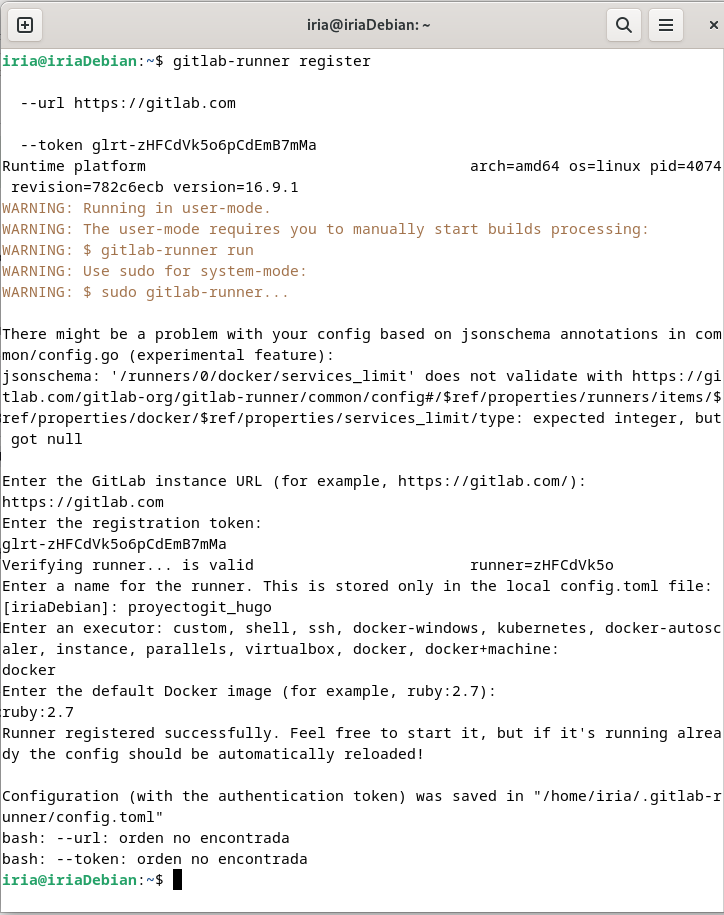 iria@iriaDebian: ~
iria@iriaDebian:~$ gitlab-runner register
--url https://gitlab.com
--token glrt-zHFCdVk5o6pCdEmB7mMa
Runtime platform                                    arch=amd64 os=linux pid=4074
 revision=782c6ecb version=16.9.1
WARNING: Running in user-mode.
WARNING: The user-mode requires you to manually start builds processing:
WARNING: $ gitlab-runner run
WARNING: Use sudo for system-mode:
WARNING: $ sudo gitlab-runner...
There might be a problem with your config based on jsonschema annotations in com
mon/config.go (experimental feature):
jsonschema: '/runners/0/docker/services_limit' does not validate with https://gi
tlab.com/gitlab-org/gitlab-runner/common/config#/$ref/properties/runners/items/$
ref/properties/docker/$ref/properties/services_limit/type: expected integer, but
 got null
Enter the GitLab instance URL (for example, https://gitlab.com/):
https://gitlab.com
Enter the registration token:
glrt-zHFCdVk5o6pCdEmB7mMa
Verifying runner... is valid                        runner=zHFCdVk5o
Enter a name for the runner. This is stored only in the local config.toml file:
[iriaDebian]: proyectogit_hugo
Enter an executor: custom, shell, ssh, docker-windows, kubernetes, docker-autosc
aler, instance, parallels, virtualbox, docker, docker+machine:
docker
Enter the default Docker image (for example, ruby:2.7):
ruby:2.7
Runner registered successfully. Feel free to start it, but if it's running alrea
dy the config should be automatically reloaded!
Configuration (with the authentication token) was saved in "/home/iria/.gitlab-r
unner/config.toml"
bash: --url: orden no encontrada
bash: --token: orden no encontrada
iria@iriaDebian:~$